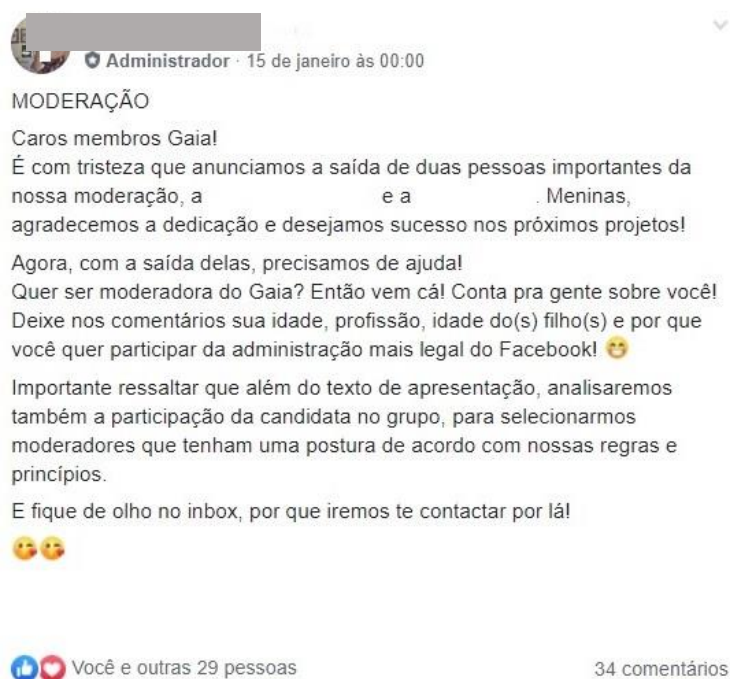 Administrador · 15 de janeiro às 00:00
MODERAÇÃO
Caros membros Gaia!
É com tristeza que anunciamos a saída de duas pessoas importantes da
nossa moderação, a e a . Meninas,
agradecemos a dedicação e desejamos sucesso nos próximos projetos!
Agora, com a saída delas, precisamos de ajuda!
Quer ser moderadora do Gaia? Então vem cá! Conta pra gente sobre você!
Deixe nos comentários sua idade, profissão, idade do(s) filho(s) e por que
você quer participar da administração mais legal do Facebook! 😁
Importante ressaltar que além do texto de apresentação, analisaremos
também a participação da candidata no grupo, para selecionarmos
moderadores que tenham uma postura de acordo com nossas regras e
princípios.
E fique de olho no inbox, por que iremos te contactar por lá!
😘😘
Você e outras 29 pessoas
34 comentários